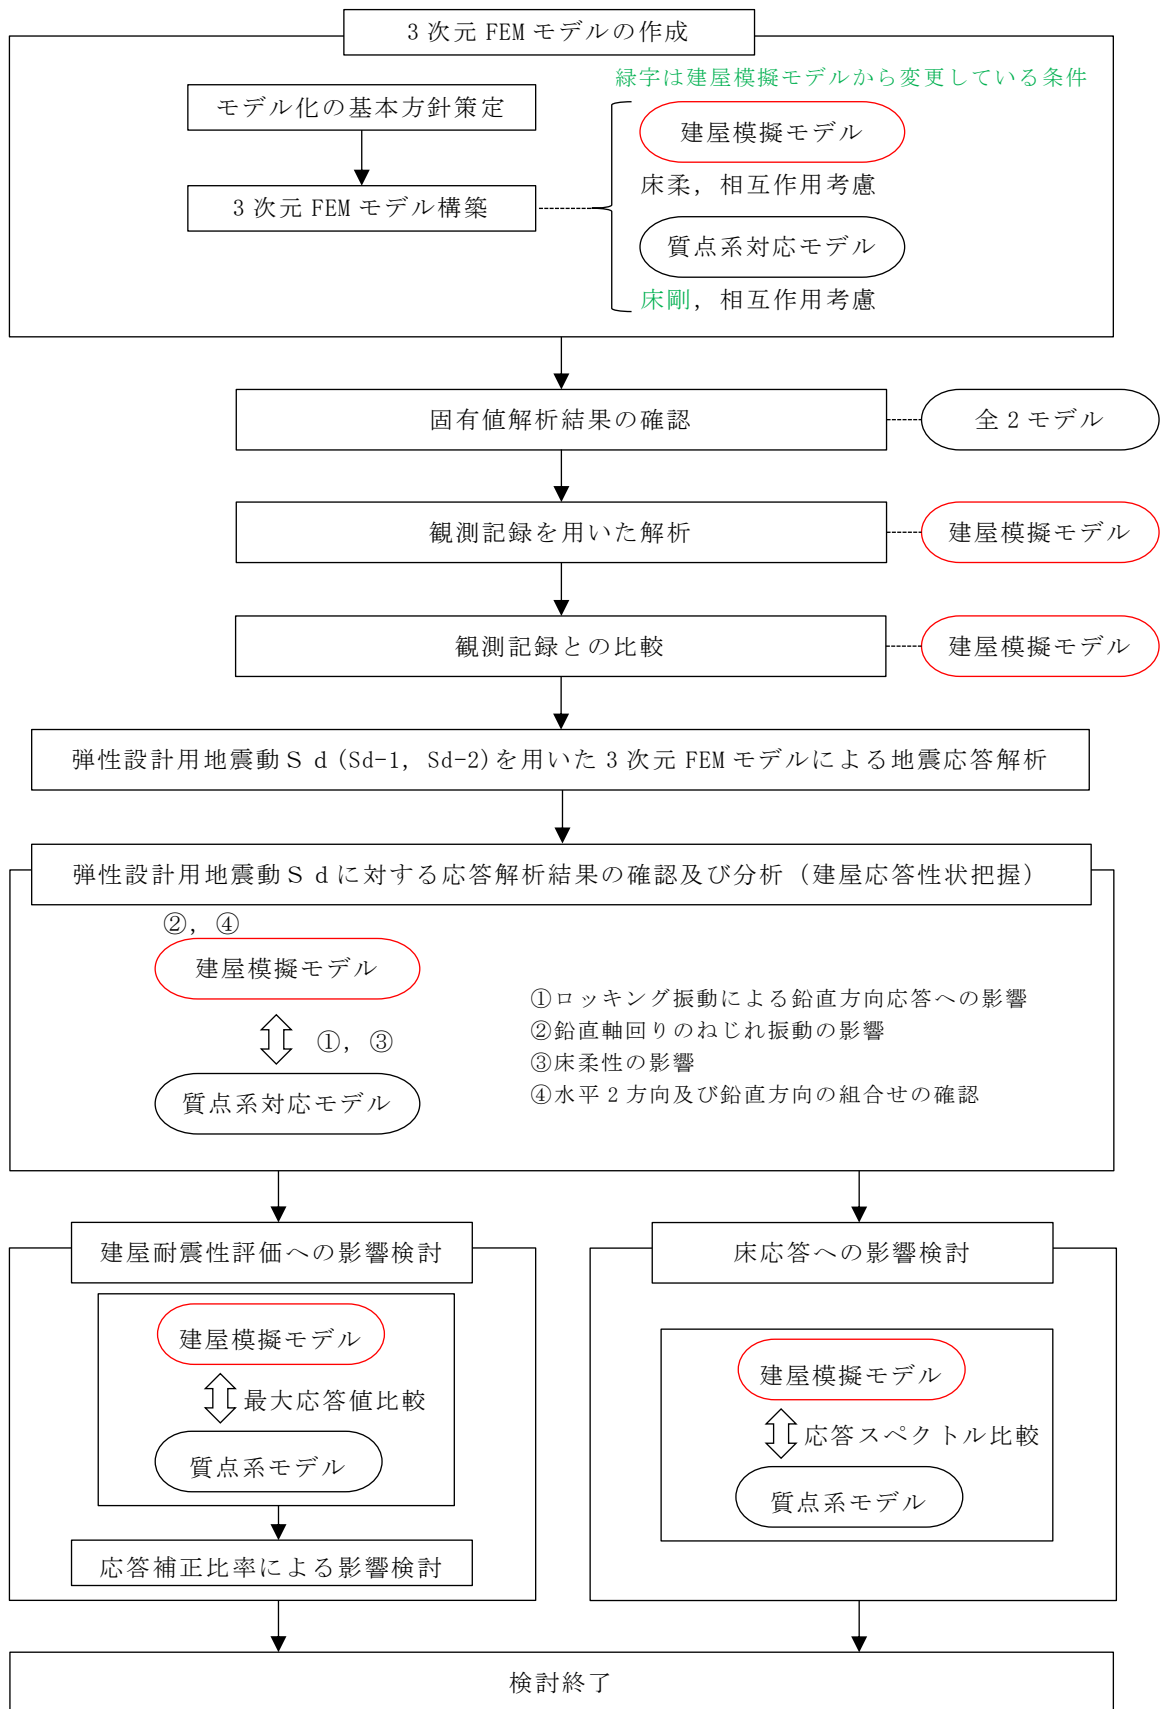 3次元FEMモデルの作成
緑字は建屋模擬モデルから変更している条件
モデル化の基本方針策定
建屋模擬モデル
床柔，相互作用考慮
3次元FEMモデル構築
質点系対応モデル
床剛，相互作用考慮
固有値解析結果の確認
全2モデル
観測記録を用いた解析
建屋模擬モデル
観測記録との比較
建屋模擬モデル
弾性設計用地震動Ｓｄ(Sd-1, Sd-2)を用いた3次元FEMモデルによる地震応答解析
弾性設計用地震動Ｓｄに対する応答解析結果の確認及び分析（建屋応答性状把握）
②，④
建屋模擬モデル
①，③
質点系対応モデル
①ロッキング振動による鉛直方向応答への影響
②鉛直軸回りのねじれ振動の影響
③床柔性の影響
④水平2方向及び鉛直方向の組合せの確認
建屋耐震性評価への影響検討
建屋模擬モデル
最大応答値比較
質点系モデル
応答補正比率による影響検討
床応答への影響検討
建屋模擬モデル
応答スペクトル比較
質点系モデル
検討終了